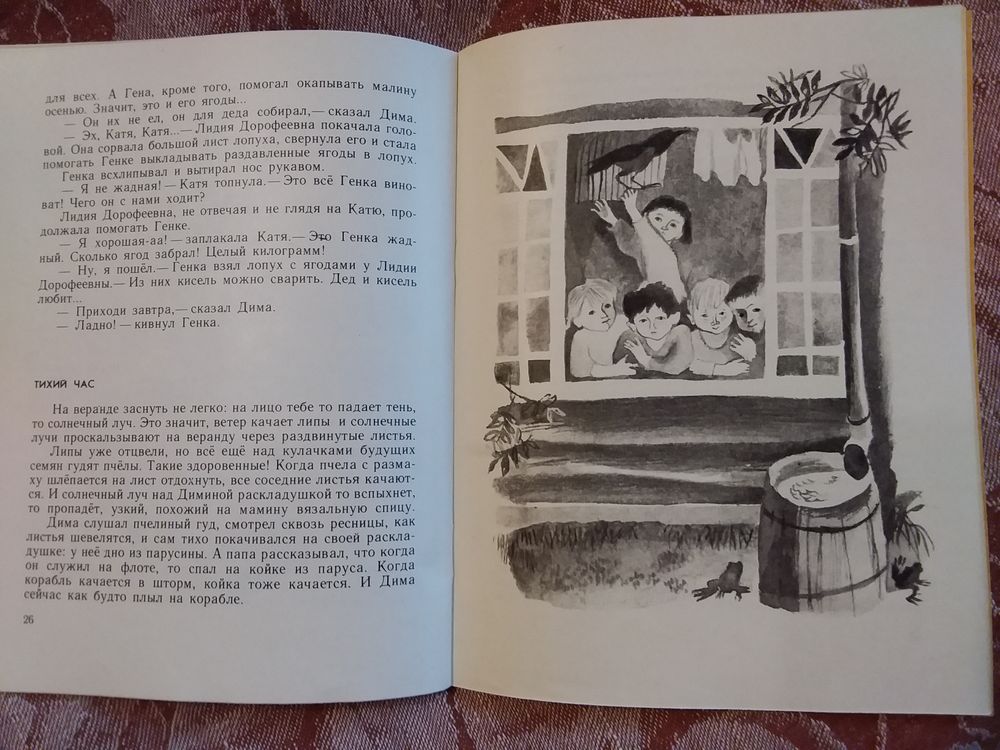 для всех. А Гена, кроме того, помогал окапывать малину
осенью. Значит, это и его ягоды...
— Он их не ел, он для деда собирал,— сказал Дима.
— Эх, Катя, Катя...— Лидия Дорофеевна покачала голо-
вой. Она сорвала большой лист лопуха, свернула его и стала
помогать Генке выкладывать раздавленные ягоды в лопух.
Генка всхлипывал и вытирал нос рукавом.
— Я не жадная! — Катя топнула.— Это всё Генка вино-
ват! Чего он с нами ходит?
Лидия Дорофеевна, не отвечая и не глядя на Катю, про-
должала помогать Генке.
— Я хорошая-аа! — заплакала Катя.— Это Генка жад-
ный. Сколько ягод забрал! Целый килограмм!
— Ну, я пошёл.— Генка взял лопух с ягодами у Лидии
Дорофеевны.— Из них кисель можно сварить. Дед и кисель
любит...
— Приходи завтра,— сказал Дима.
— Ладно! — кивнул Генка.
ТИХИЙ ЧАС
На веранде заснуть не легко: на лицо тебе то падает тень,
то солнечный луч. Это значит, ветер качает липы и солнечные
лучи проскальзывают на веранду через раздвинутые листья.
Липы уже отцвели, но всё ещё над кулачками будущих
семян гудят пчёлы. Такие здоровенные! Когда пчела с разма-
ху шлёпается на лист отдохнуть, все соседние листья качают-
ся. И солнечный луч над Диминой раскладушкой то вспыхнет,
то пропадёт, узкий, похожий на мамину вязальную спицу.
Дима слушал пчелиный гуд, смотрел сквозь ресницы, как
листья шевелятся, и сам тихо покачивался на своей раскла-
душке: у неё дно из парусины. А папа рассказывал, что когда
он служил на флоте, то спал на койке из паруса. Когда
корабль качается в шторм, койка тоже качается. И Дима
сейчас как будто плыл на корабле.
26